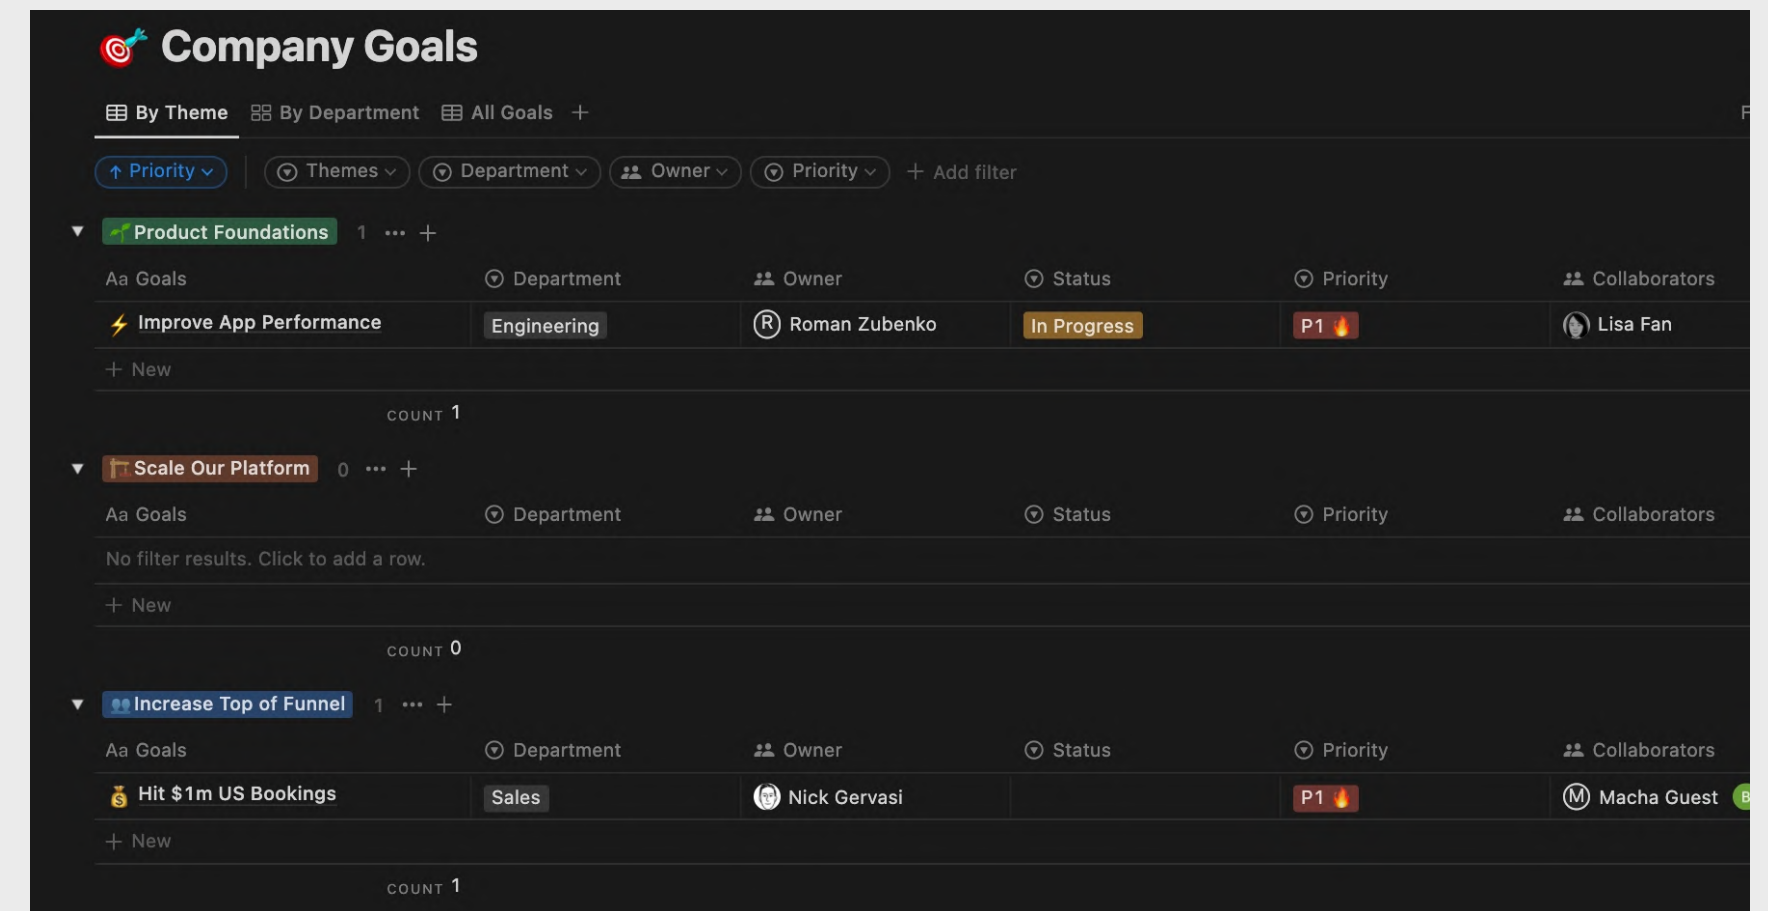 Company Goals
By Theme By Department All Goals
Priority Themes Department Owner Priority Add filter
Product Foundations 1
Aa Goals Department Owner Status Priority Collaborators
Improve App Performance Engineering R Roman Zubenko In Progress P1 Lisa Fan
New
COUNT 1
Scale Our Platform 0
Aa Goals Department Owner Status Priority Collaborators
No filter results. Click to add a row.
New
COUNT 0
Increase Top of Funnel 1
Aa Goals Department Owner Status Priority Collaborators
Hit $1m US Bookings Sales Nick Gervasi P1 M Macha Guest B
New
COUNT 1